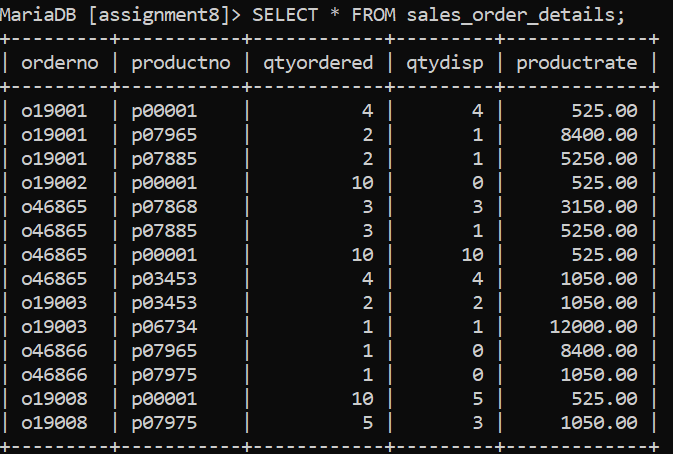 MariaDB [assignment8]> SELECT * FROM sales_order_details;
+---------+-----------+------------+---------+-------------+
| orderno | productno | qtyordered | qtydisp | productrate |
+---------+-----------+------------+---------+-------------+
| o19001  | p00001    |          4 |       4 |      525.00 |
| o19001  | p07965    |          2 |       1 |     8400.00 |
| o19001  | p07885    |          2 |       1 |     5250.00 |
| o19002  | p00001    |         10 |       0 |      525.00 |
| o46865  | p07868    |          3 |       3 |     3150.00 |
| o46865  | p07885    |          3 |       1 |     5250.00 |
| o46865  | p00001    |         10 |      10 |      525.00 |
| o46865  | p03453    |          4 |       4 |     1050.00 |
| o19003  | p03453    |          2 |       2 |     1050.00 |
| o19003  | p06734    |          1 |       1 |    12000.00 |
| o46866  | p07965    |          1 |       0 |     8400.00 |
| o46866  | p07975    |          1 |       0 |     1050.00 |
| o19008  | p00001    |         10 |       5 |      525.00 |
| o19008  | p07975    |          5 |       3 |     1050.00 |
+---------+-----------+------------+---------+-------------+